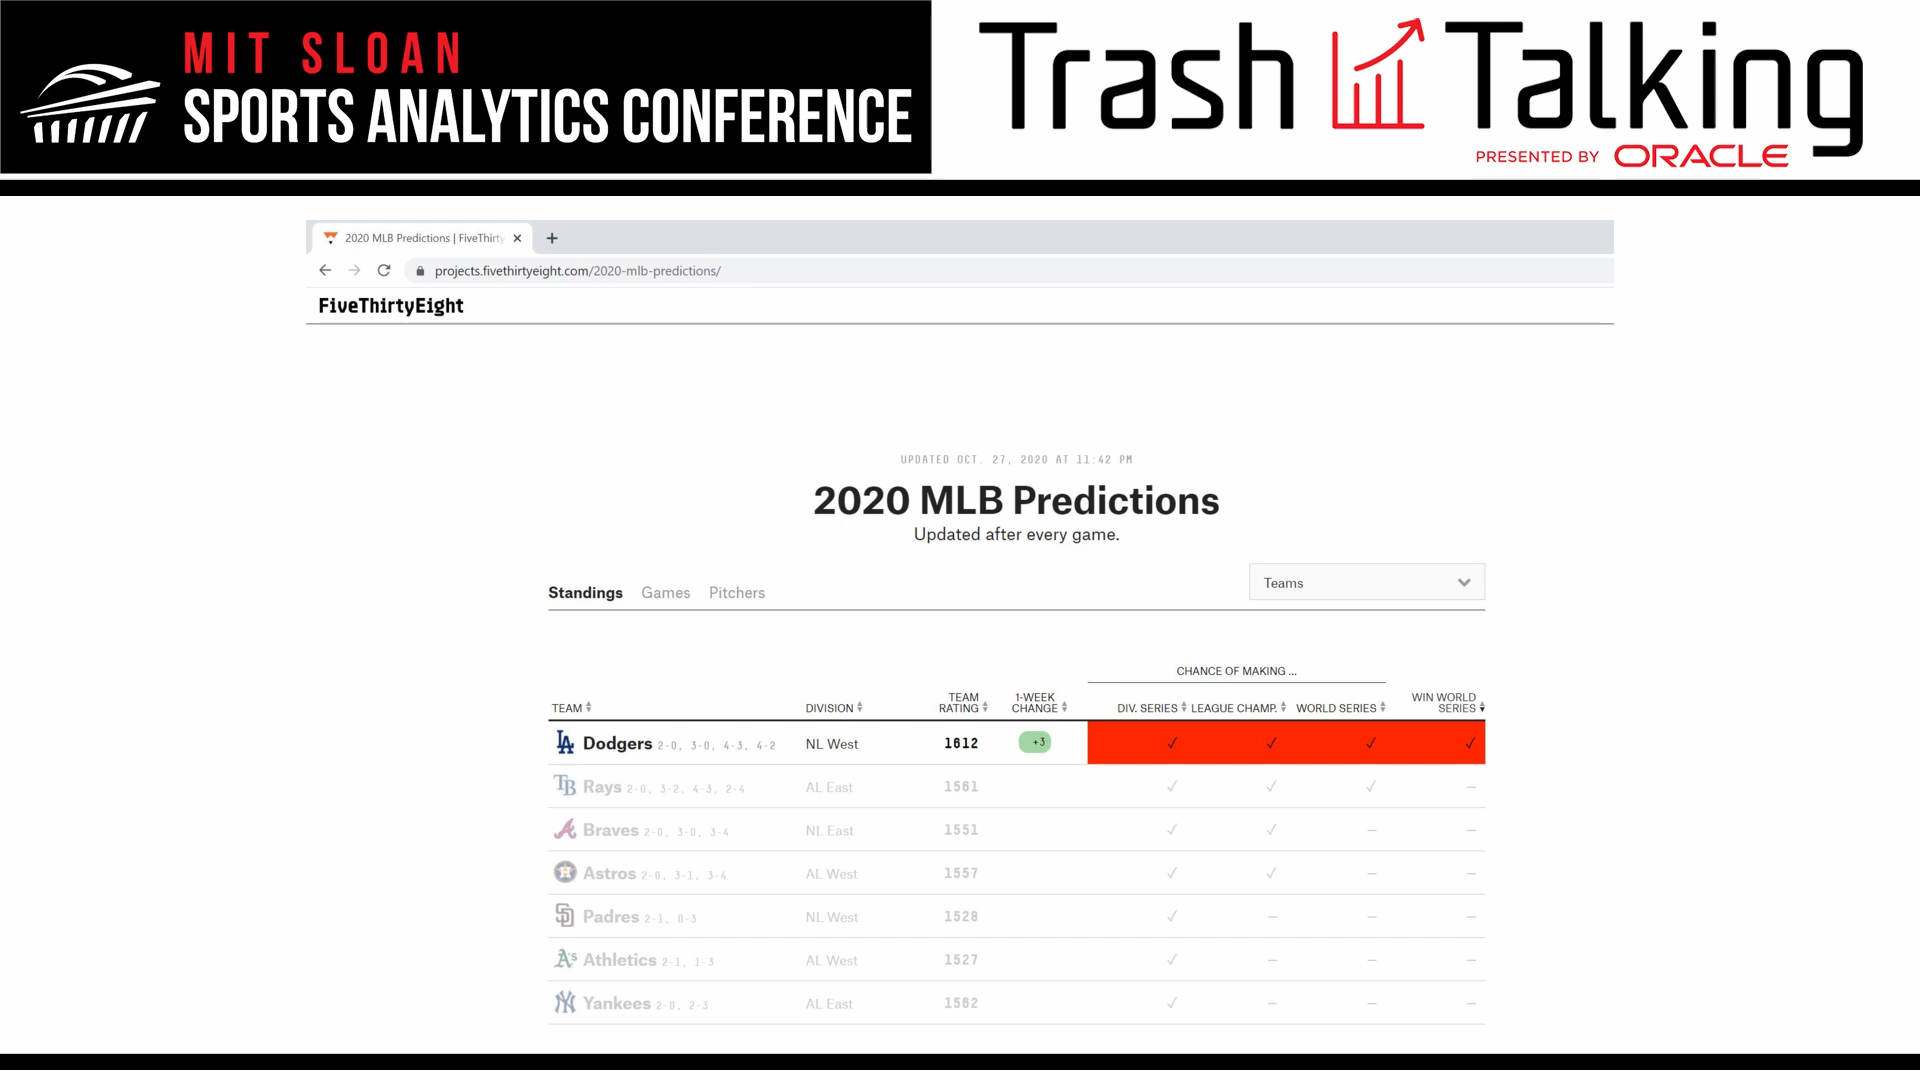 MIT SLOAN
SPORTS ANALYTICS CONFERENCE
Trash Talking
PRESENTED BY ORACLE
2020 MLB Predictions | FiveThirty
projects.fivethirtyeight.com/2020-mlb-predictions/
FiveThirtyEight
UPDATED OCT. 27, 2020 AT 11:42 PM
2020 MLB Predictions
Updated after every game.
Standings Games Pitchers Teams
CHANCE OF MAKING ...
TEAM DIVISION TEAM RATING 1-WEEK CHANGE DIV. SERIES LEAGUE CHAMP. WORLD SERIES WIN WORLD SERIES
LA Dodgers 2-0, 3-0, 4-3, 4-2 NL West 1612 +3 ✓ ✓ ✓ ✓
TB Rays 2-0, 3-2, 4-3, 2-4 AL East 1561 ✓ ✓ ✓ —
A Braves 2-0, 3-0, 3-4 NL East 1551 ✓ ✓ — —
Astros 2-0, 3-1, 3-4 AL West 1557 ✓ ✓ — —
SD Padres 2-1, 0-3 NL West 1528 ✓ — — —
A's Athletics 2-1, 1-3 AL West 1527 ✓ — — —
NY Yankees 2-0, 2-3 AL East 1562 ✓ — — —